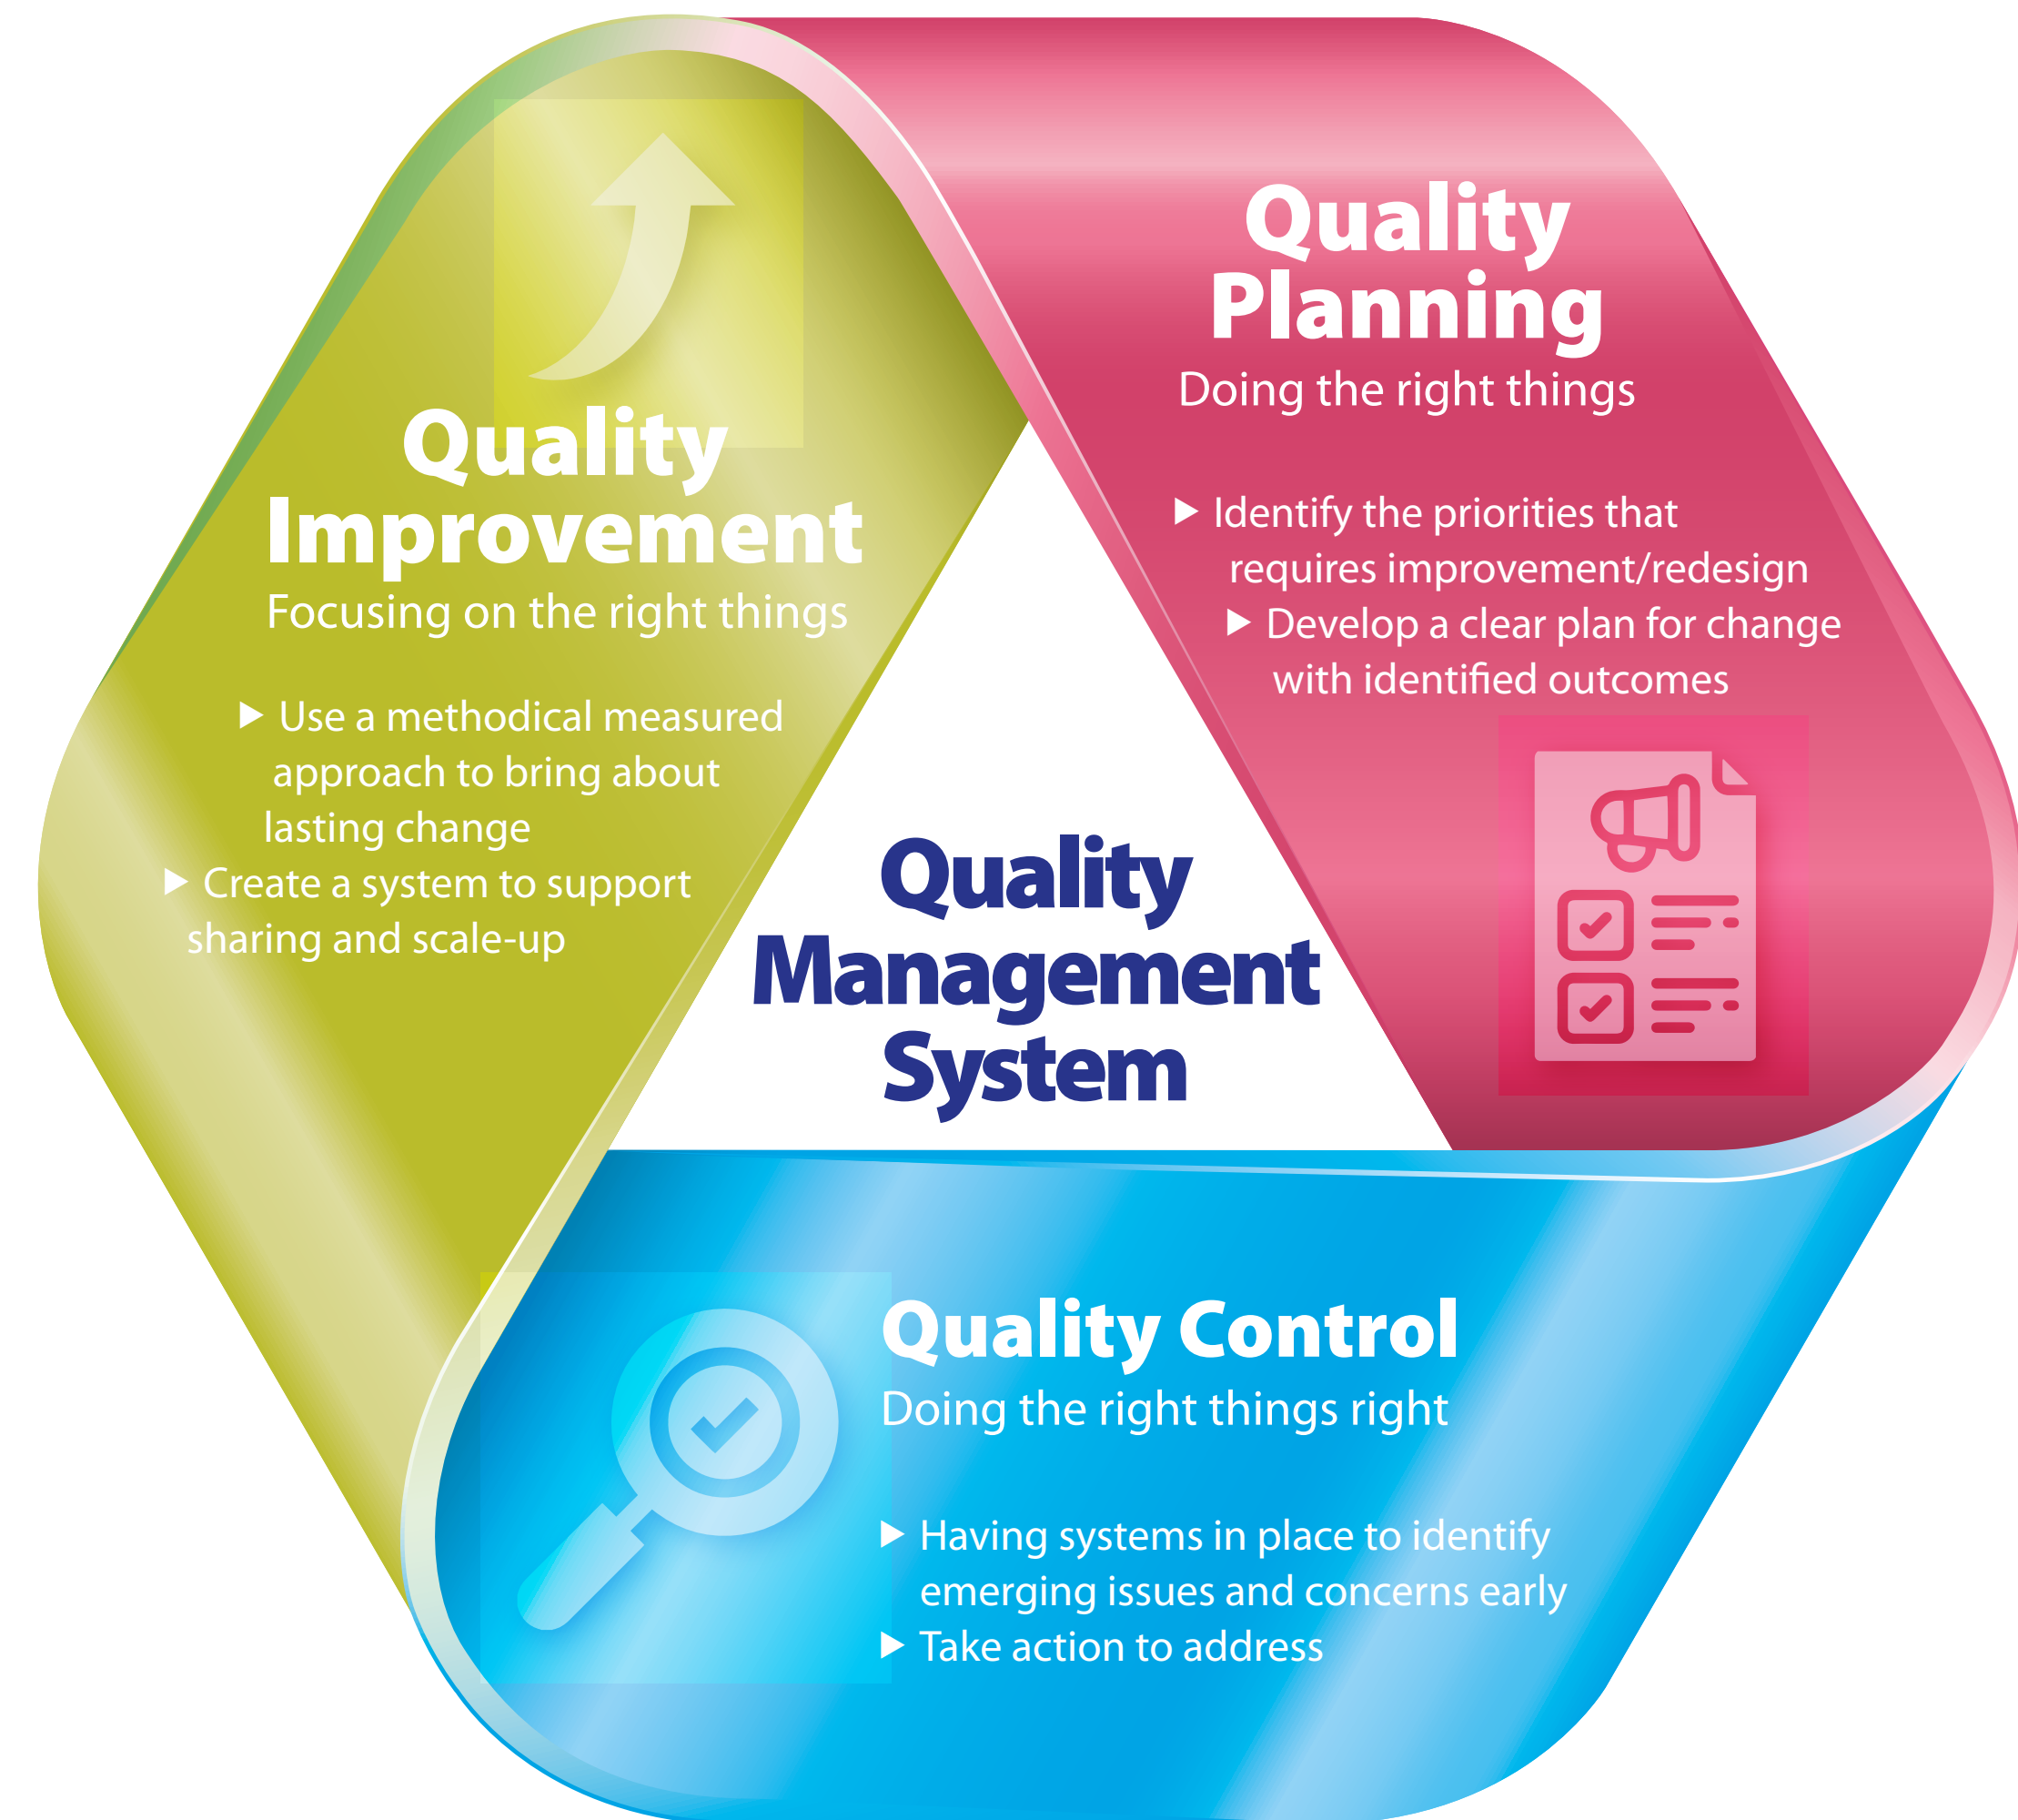 Quality
Improvement
Focusing on the right things
▶ Use a methodical measured
approach to bring about
lasting change
▶ Create a system to support
sharing and scale-up
Quality
Planning
Doing the right things
▶ Identify the priorities that
requires improvement/redesign
▶ Develop a clear plan for change
with identified outcomes
Quality
Management
System
Quality Control
Doing the right things right
▶ Having systems in place to identify
emerging issues and concerns early
▶ Take action to address